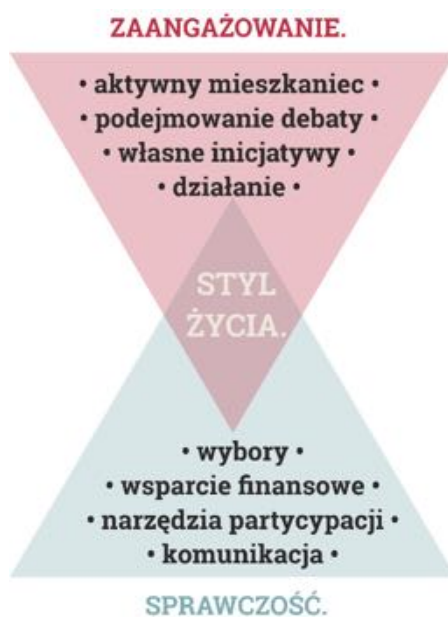 ZAANGAŻOWANIE.
• aktywny mieszkaniec •
• podejmowanie debaty •
• własne inicjatywy •
• działanie •
STYL
ŻYCIA.
• wybory •
• wsparcie finansowe •
• narzędzia partycypacji •
• komunikacja •
SPRAWCZOŚĆ.